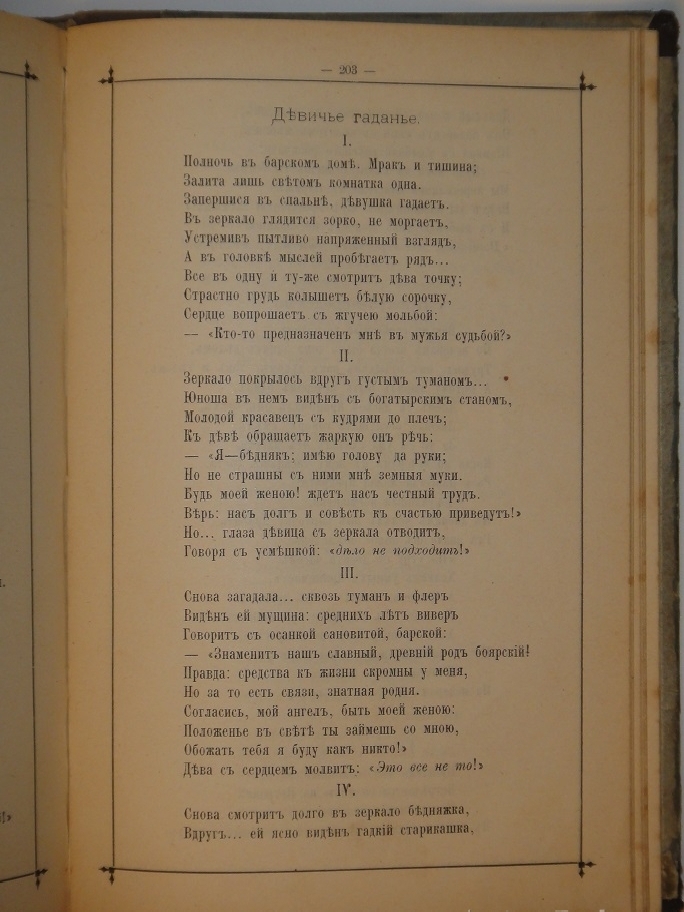 — 203 —
Дѣвичье гаданье.
I.
Полночь въ барскомъ домѣ. Мракъ и тишина;
Залита лишь свѣтомъ комнатка одна.
Запершися въ спальнѣ, дѣвушка гадаетъ.
Въ зеркало глядится зорко, не моргаетъ,
Устремивъ пытливо напряженный взглядъ,
А въ головкѣ мыслей пробѣгаетъ рядъ...
Все въ одну и ту-же смотритъ дѣва точку;
Страстно грудь колышетъ бѣлую сорочку,
Сердце вопрошаетъ съ жгучею мольбой:
— «Кто-то предназначенъ мнѣ въ мужья судьбой?»
II.
Зеркало покрылось вдругъ густымъ туманомъ...
Юноша въ немъ видѣнъ съ богатырскимъ станомъ,
Молодой красавецъ съ кудрями до плечъ;
Къ дѣвѣ обращаетъ жаркую онъ рѣчь:
— «Я—бѣднякъ; имѣю голову да руки;
Но не страшны съ ними мнѣ земныя муки.
Будь моей женою! ждетъ насъ честный трудъ.
Вѣрь: насъ долгъ и совѣсть къ счастью приведутъ!»
Но... глаза дѣвица съ зеркала отводитъ,
Говоря съ усмѣшкой: «дѣло не подходитъ!»
III.
Снова загадала... сквозь туман и флеръ
Видѣнъ ей мущина: среднихъ лѣтъ виверъ
Говоритъ съ осанкой сановитой, барской:
— «Знаменитъ нашъ славный, древній родъ боярскій!
Правда: средства къ жизни скромны у меня,
Но за то есть связи, знатная родня.
Согласись, мой ангелъ, быть моей женою:
Положенье въ свѣтѣ ты займешь со мною,
Обожать тебя я буду какъ никто!»
Дѣва съ сердцемъ молвитъ: «Это все не то!»
IV.
Снова смотритъ долго въ зеркало бѣдняжка,
Вдругъ... ей ясно видѣнъ гадкій старикашка,